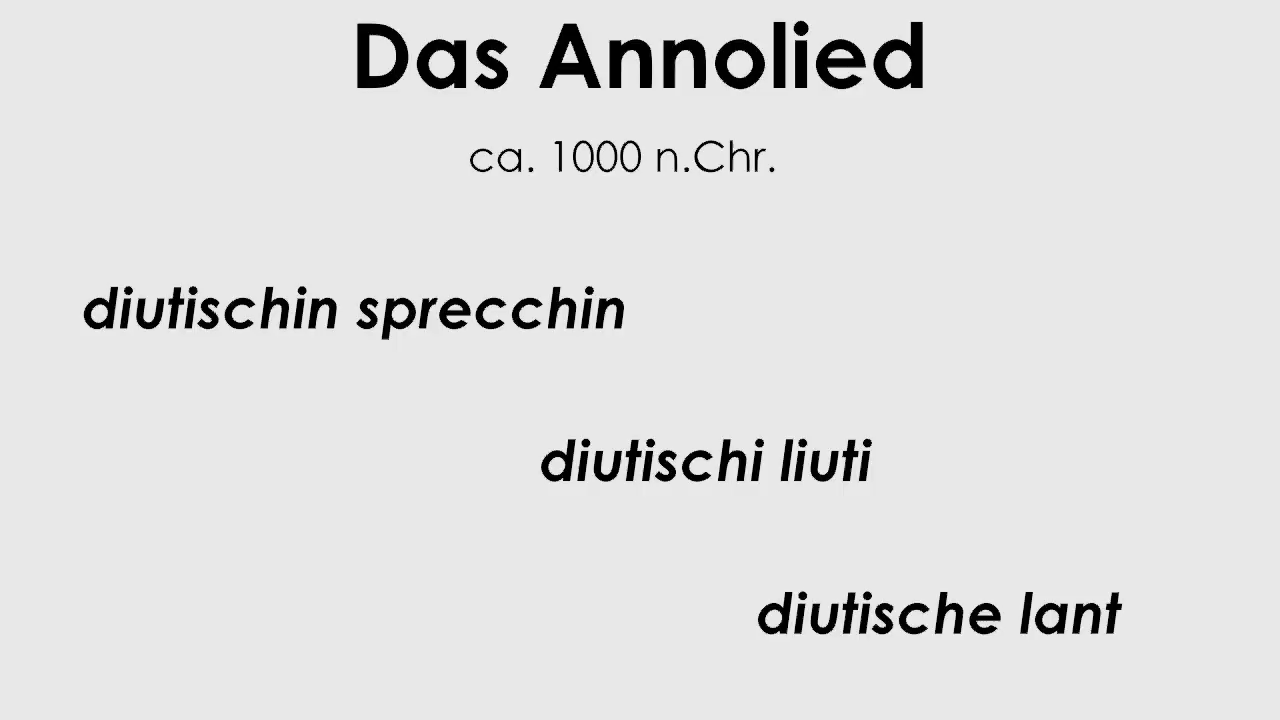 Das Annolied
ca. 1000 n.Chr.
diutischin sprecchin
diutischi liuti
diutische lant